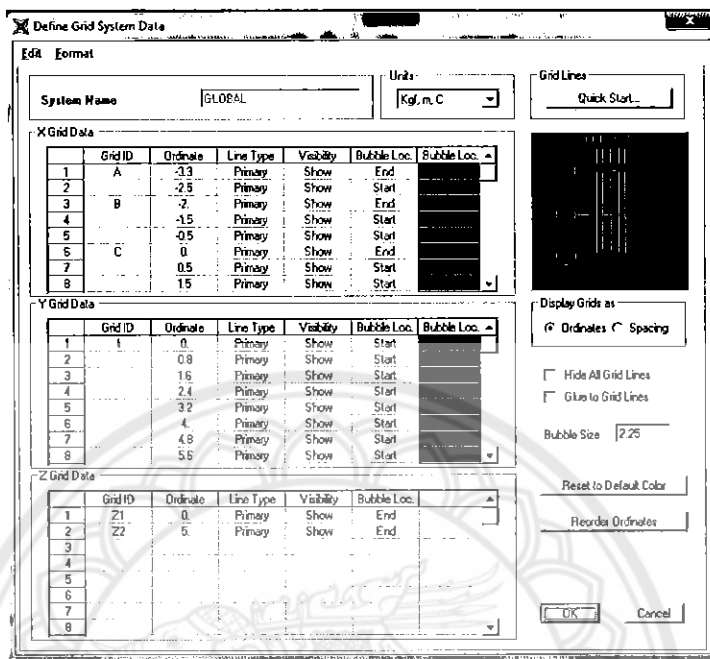 Define Grid System Data
Edit Format
System Name GLOBAL
Units
Kgf, m, C
Grid Lines
Quick Start...
X Grid Data
Grid ID Ordinate Line Type Visibility Bubble Loc. Bubble Loc.
1 A -3.3 Primary Show End
2 -2.5 Primary Show Start
3 B -2. Primary Show End
4 -1.5 Primary Show Start
5 -0.5 Primary Show Start
6 C 0. Primary Show End
7 0.5 Primary Show Start
8 1.5 Primary Show Start
Y Grid Data
Grid ID Ordinate Line Type Visibility Bubble Loc. Bubble Loc.
1 0. Primary Show Start
2 0.8 Primary Show Start
3 1.6 Primary Show Start
4 2.4 Primary Show Start
5 3.2 Primary Show Start
6 4. Primary Show Start
7 4.8 Primary Show Start
8 5.6 Primary Show Start
Display Grids as
Ordinates Spacing
Hide All Grid Lines
Glue to Grid Lines
Bubble Size 2.25
Z Grid Data
Grid ID Ordinate Line Type Visibility Bubble Loc.
1 Z1 0. Primary Show End
2 Z2 5. Primary Show End
3
4
5
6
7
8
Reset to Default Color
Reorder Ordinates
OK Cancel